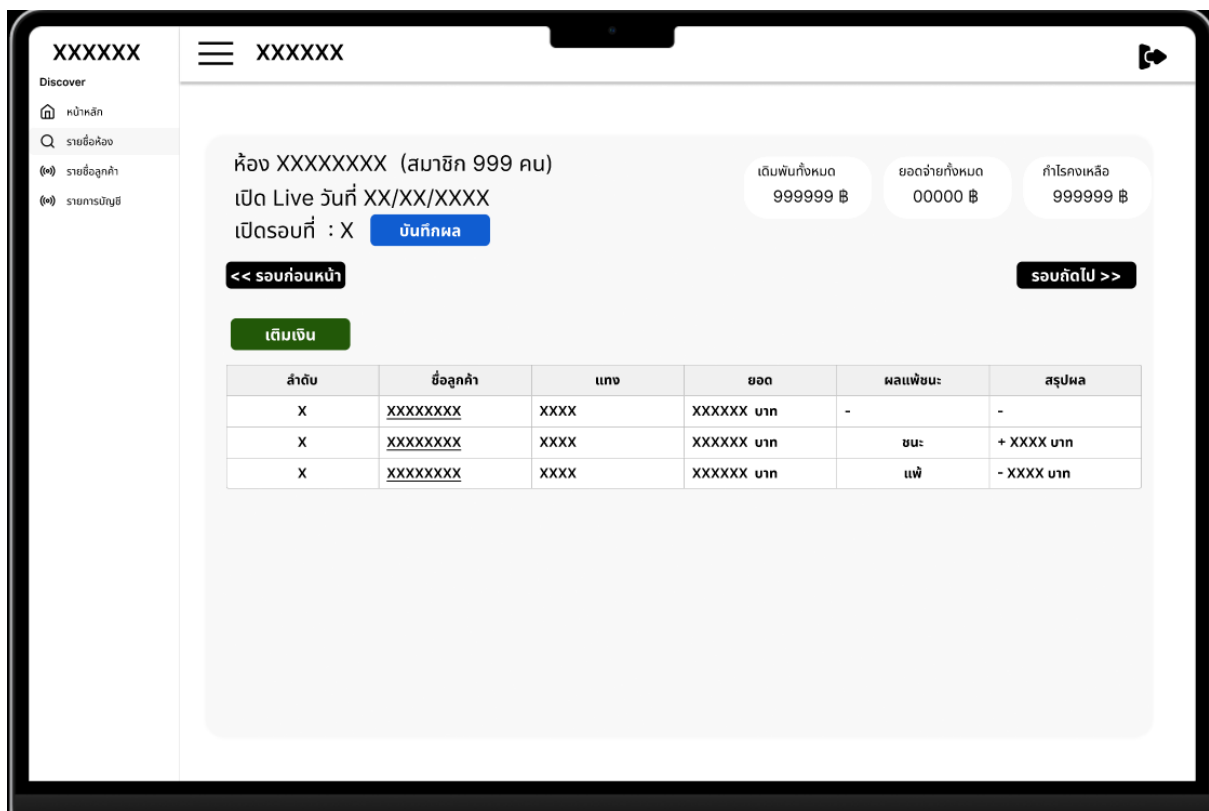 XXXXXX
Discover
หน้าหลัก
รายชื่อห้อง
รายชื่อลูกค้า
รายการบัญชี
XXXXXX
ห้อง XXXXXXXX (สมาชิก 999 คน)
เปิด Live วันที่ XX/XX/XXXX
เปิดรอบที่ : X บันทึกผล
เดิมพันทั้งหมด ยอดจ่ายทั้งหมด กำไรคงเหลือ
999999 ฿ 00000 ฿ 999999 ฿
<< รอบก่อนหน้า รอบถัดไป >>
เติมเงิน
ลำดับ ชื่อลูกค้า แทง ยอด ผลแพ้ชนะ สรุปผล
X XXXXXXXX XXXX XXXXXX บาท - -
X XXXXXXXX XXXX XXXXXX บาท ชนะ + XXXX บาท
X XXXXXXXX XXXX XXXXXX บาท แพ้ - XXXX บาท